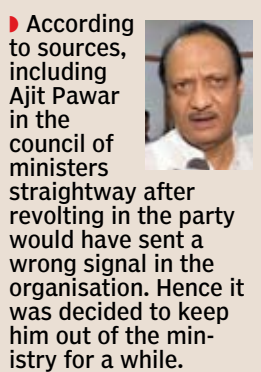 According
to sources,
including
Ajit Pawar
in the
council of
ministers
straightway after
revolting in the party
would have sent a
wrong signal in the
organisation. Hence it
was decided to keep
him out of the min-
istry for a while.